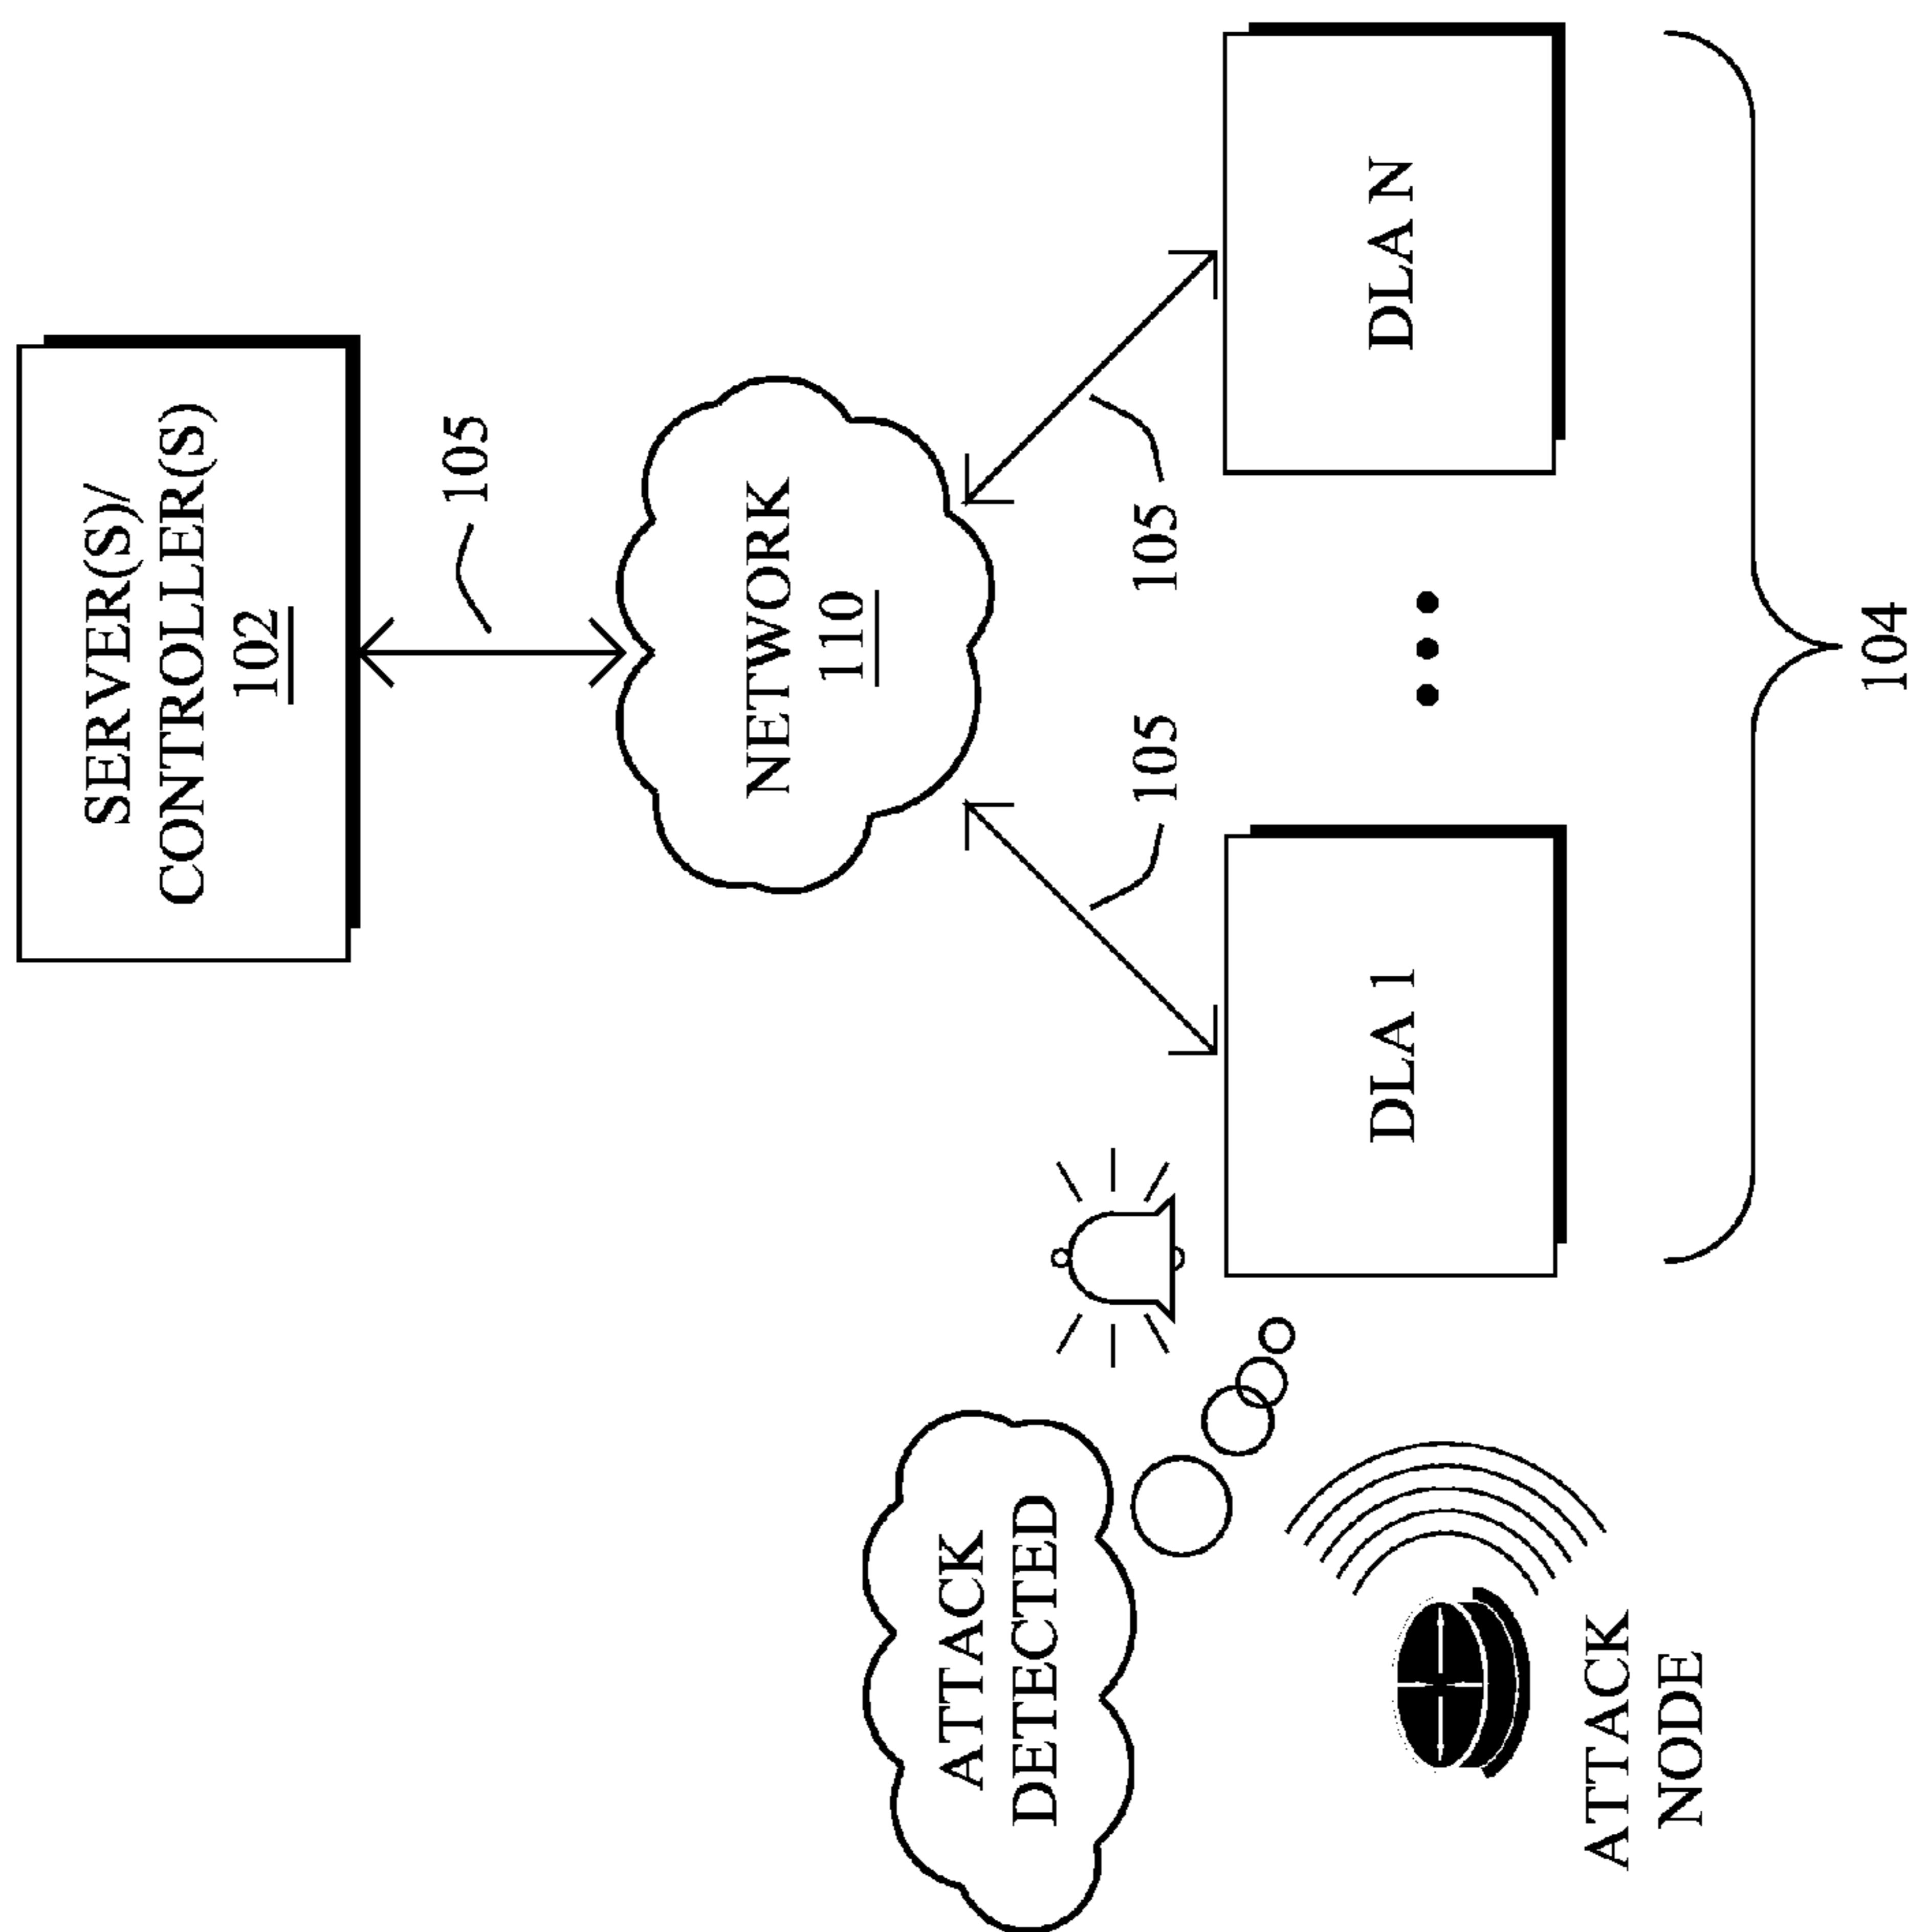 SERVER(S)/
CONTROLLER(S)
102
105
NETWORK
110
105
105
ATTACK
DETECTED
DLA 1
DLA N
ATTACK
NODE
104